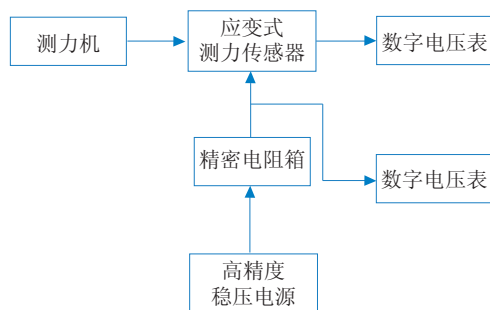 测力机
应变式
测力传感器
数字电压表
精密电阻箱
数字电压表
高精度
稳压电源